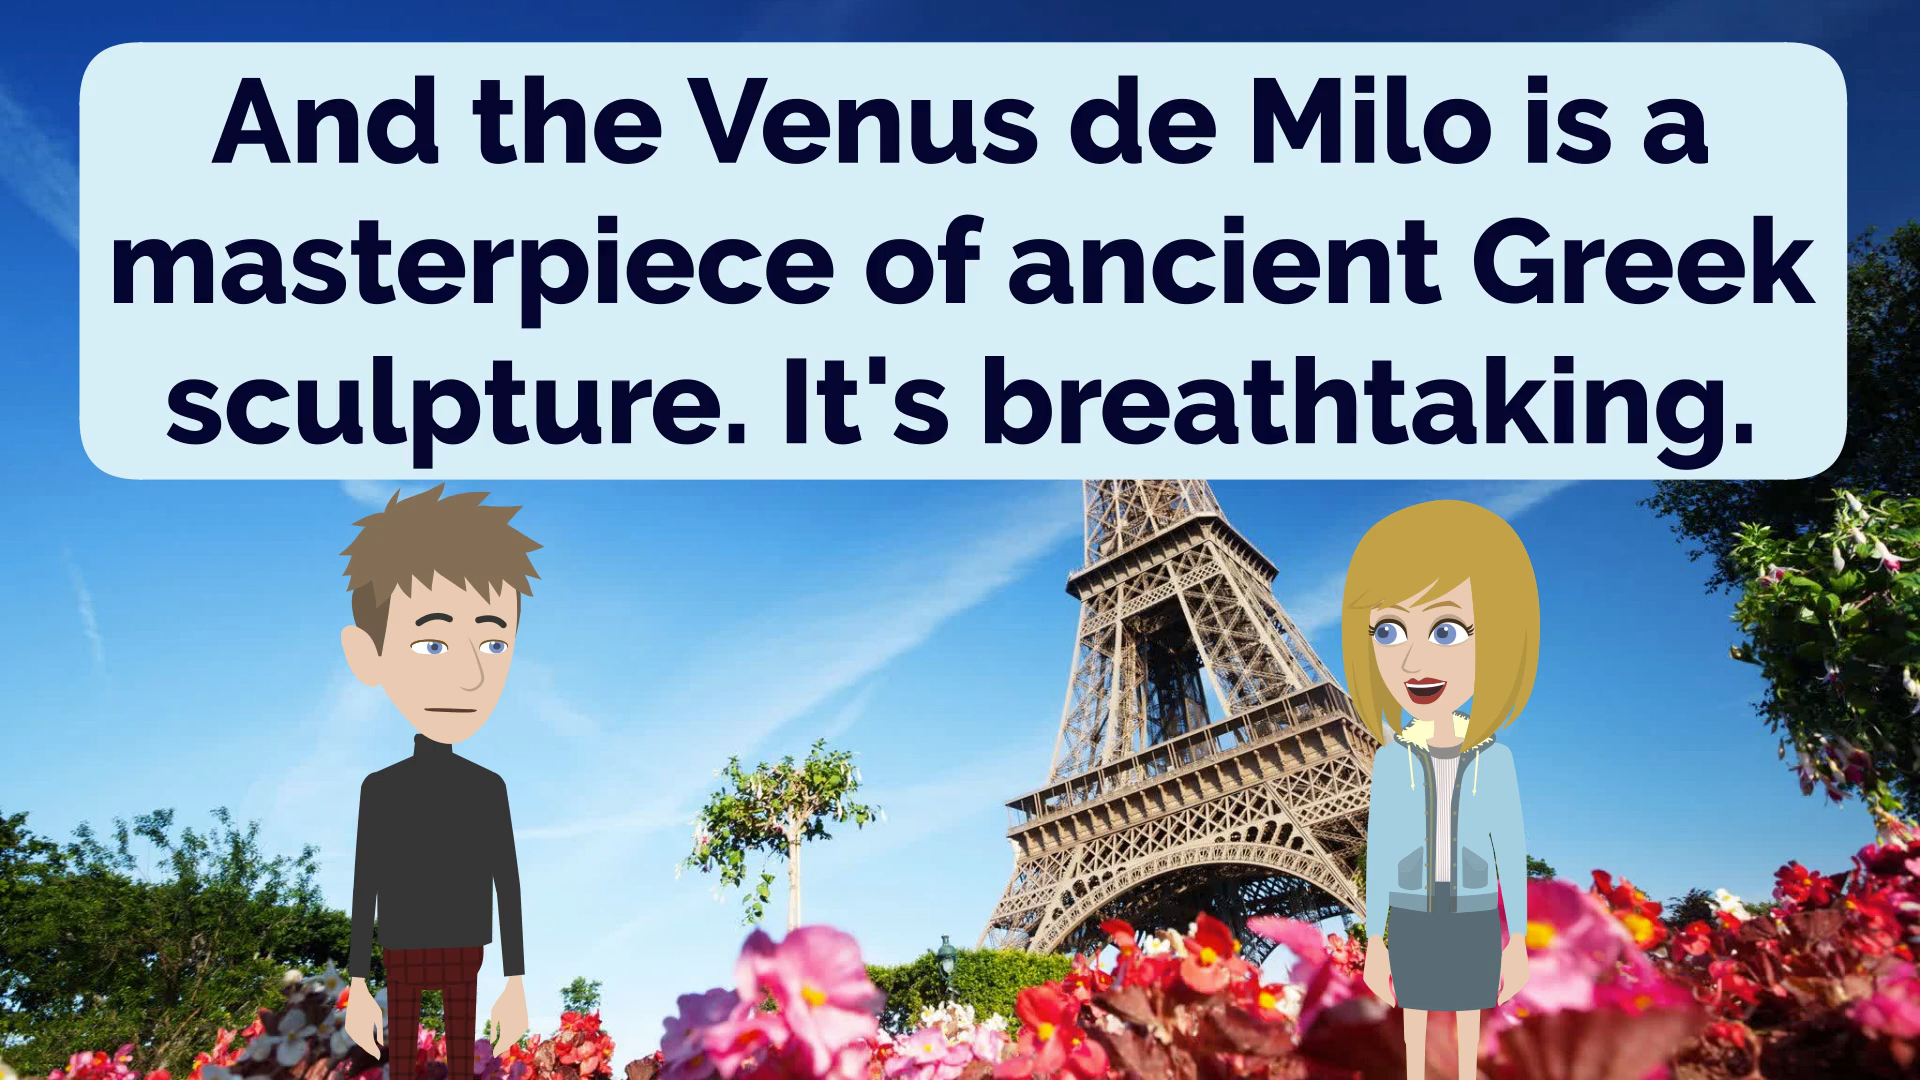 And the Venus de Milo is a
masterpiece of ancient Greek
sculpture. It's breathtaking.